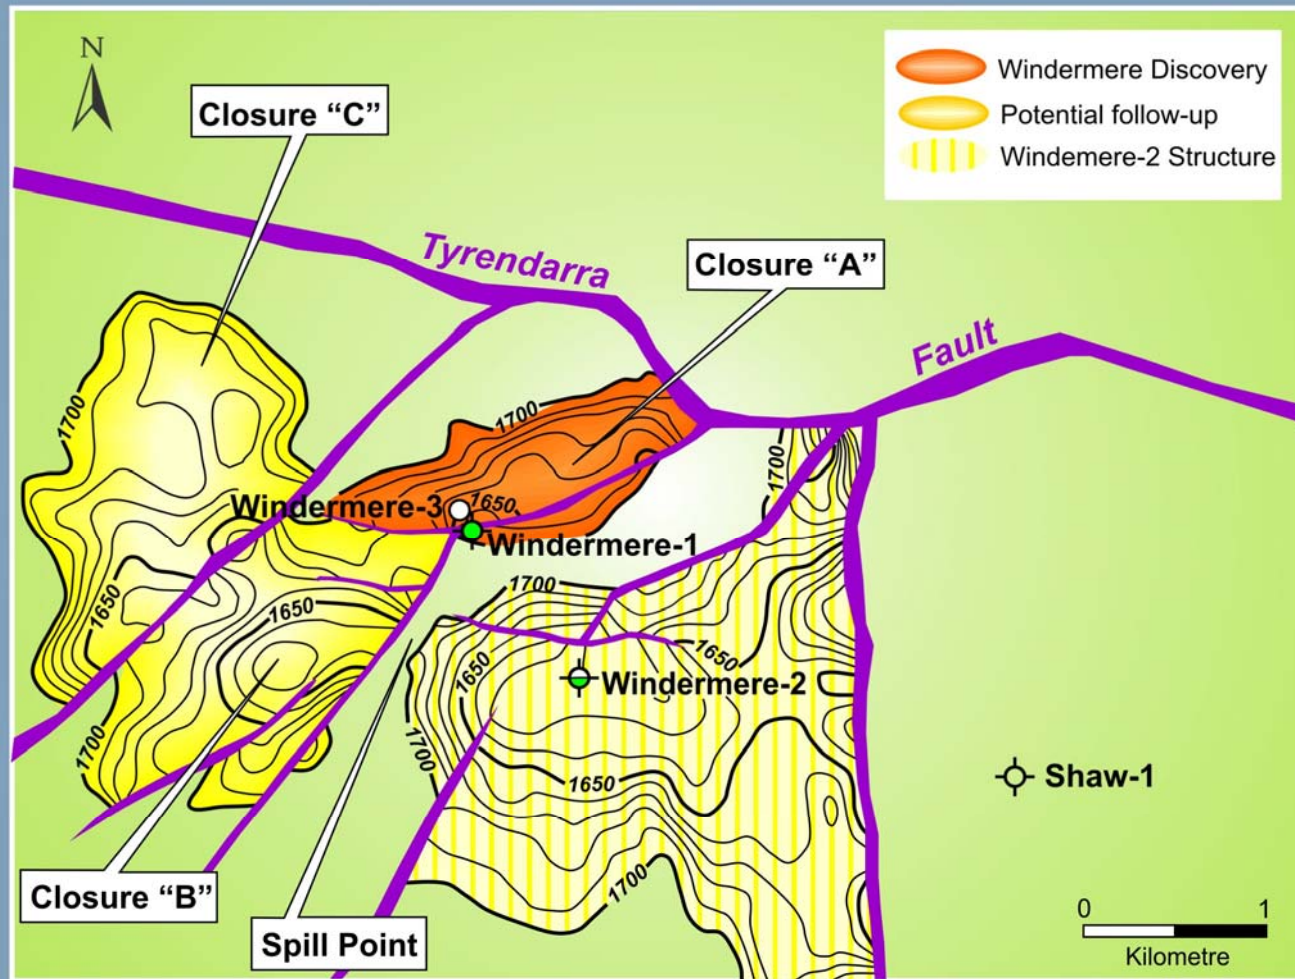 N
Windermere Discovery
Potential follow-up
Windemere-2 Structure
Closure “C”
Tyrendarra
Closure “A”
Fault
1700
1700
1700
Windermere-3
1650
Windermere-1
1700
1650
1650
1650
1650
Windermere-2
1700
1700
1650
Shaw-1
1700
Closure “B”
Spill Point
0 1
Kilometre